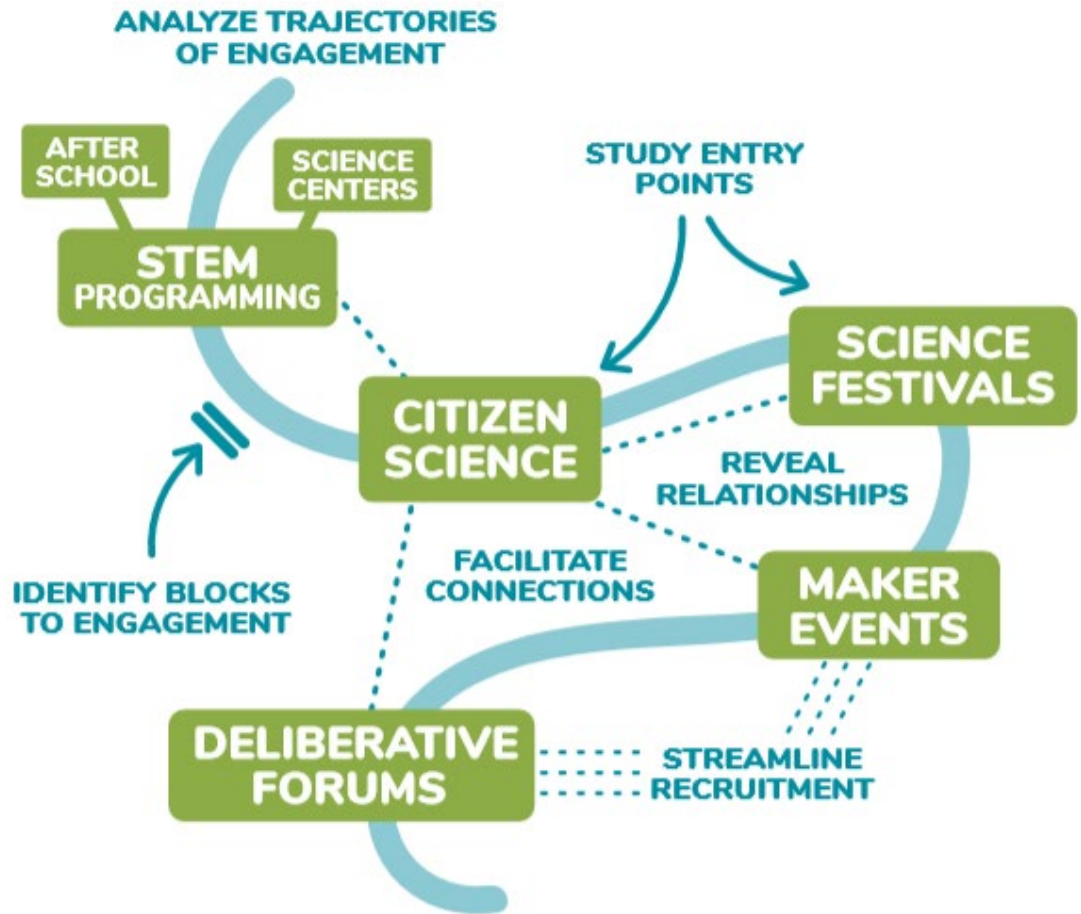 ANALYZE TRAJECTORIES
OF ENGAGEMENT
AFTER
SCHOOL
SCIENCE
CENTERS
STEM
PROGRAMMING
STUDY ENTRY
POINTS
SCIENCE
FESTIVALS
CITIZEN
SCIENCE
REVEAL
RELATIONSHIPS
IDENTIFY BLOCKS
TO ENGAGEMENT
FACILITATE
CONNECTIONS
MAKER
EVENTS
DELIBERATIVE
FORUMS
STREAMLINE
RECRUITMENT